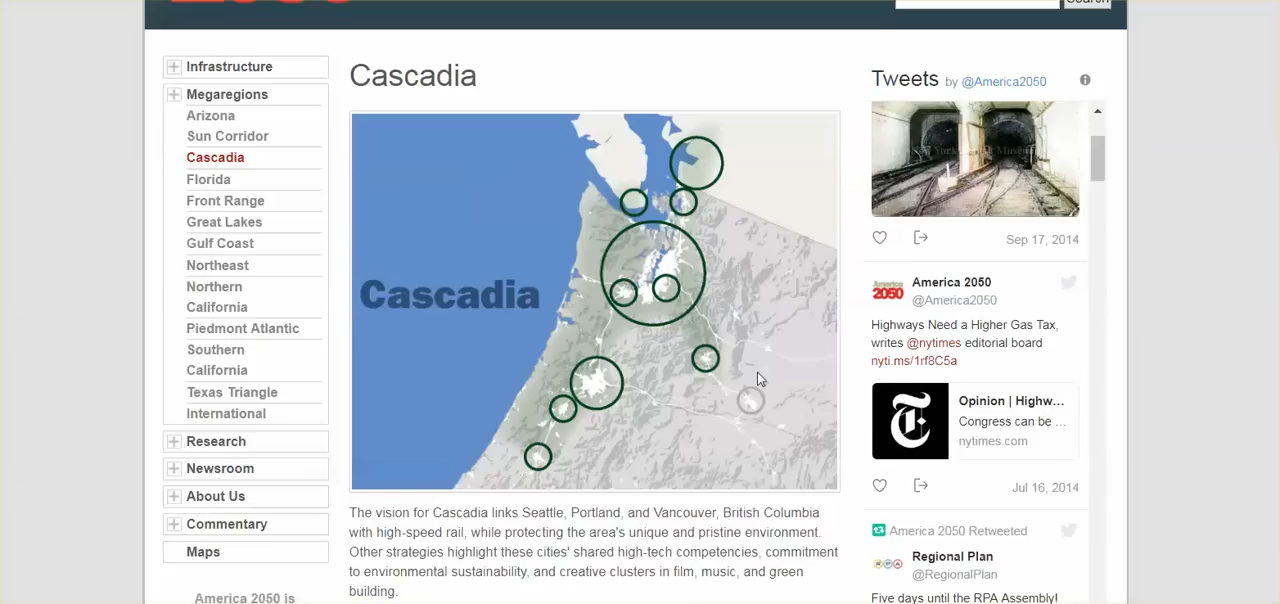 Search
Infrastructure
Megaregions
Arizona
Sun Corridor
Cascadia
Florida
Front Range
Great Lakes
Gulf Coast
Northeast
Northern
California
Piedmont Atlantic
Southern
California
Texas Triangle
International
Research
Newsroom
About Us
Commentary
Maps
America 2050 is
Cascadia
Cascadia
The vision for Cascadia links Seattle, Portland, and Vancouver, British Columbia
with high-speed rail, while protecting the area's unique and pristine environment.
Other strategies highlight these cities' shared high-tech competencies, commitment
to environmental sustainability, and creative clusters in film, music, and green
building.
Tweets by @America2050
Sep 17, 2014
America 2050
@America2050
America
2050
Highways Need a Higher Gas Tax,
writes @nytimes editorial board
nyti.ms/1rf8C5a
Opinion | Highw...
Congress can be ...
nytimes.com
Jul 16, 2014
America 2050 Retweeted
Regional Plan
@RegionalPlan
Five days until the RPA Assembly!